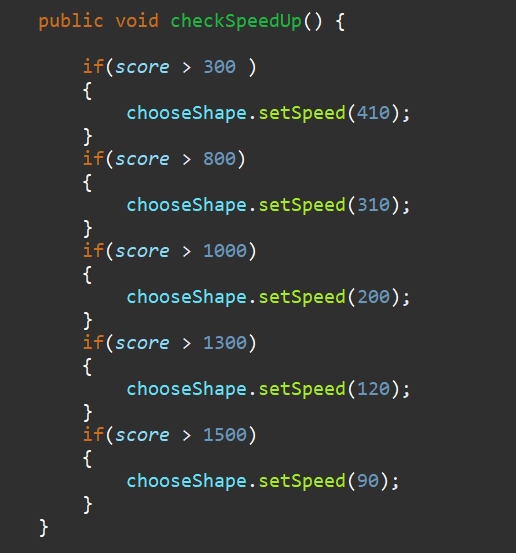 public void checkSpeedUp() {
if(score > 300 )
{
chooseShape.setSpeed(410);
}
if(score > 800)
{
chooseShape.setSpeed(310);
}
if(score > 1000)
{
chooseShape.setSpeed(200);
}
if(score > 1300)
{
chooseShape.setSpeed(120);
}
if(score > 1500)
{
chooseShape.setSpeed(90);
}
}